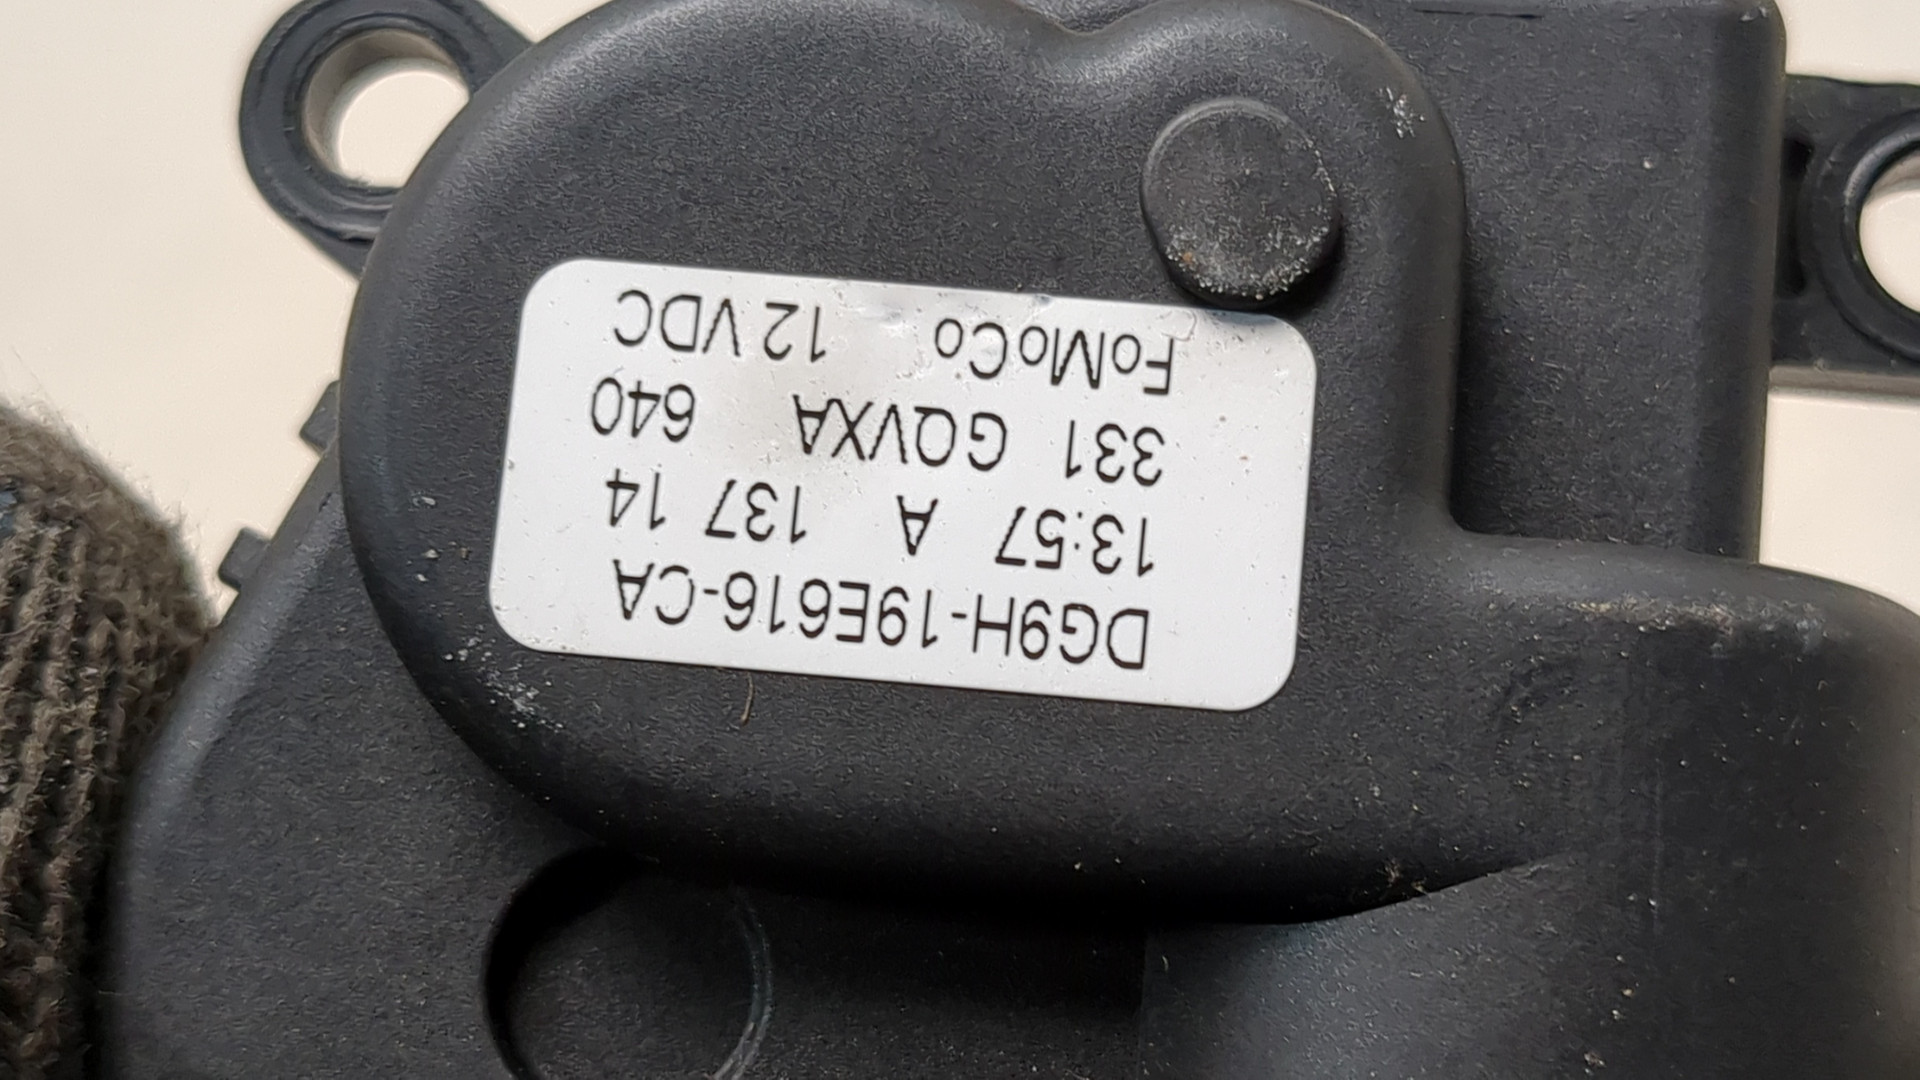 DG9H-19E616-CA
13:57 A 137 14
331 GQVXA 640
FoMoCo 12 VDC